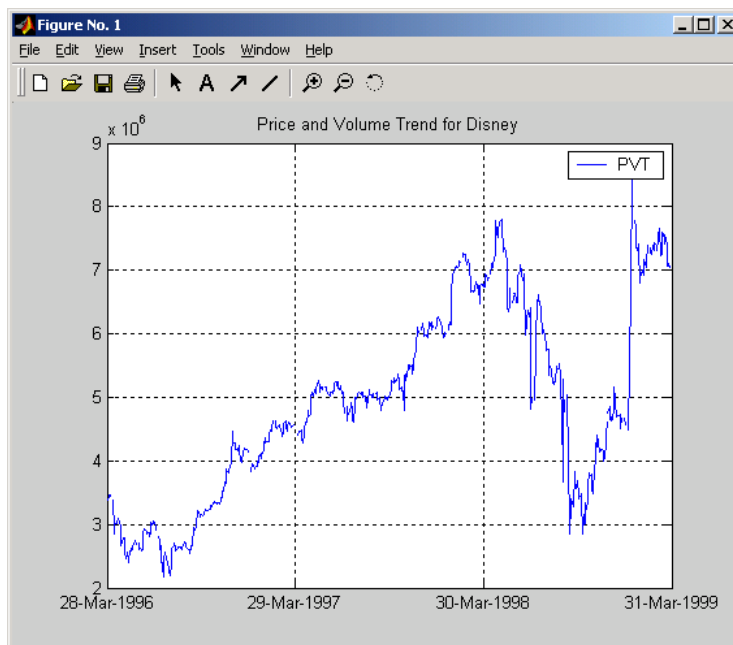 Figure No. 1
File Edit View Insert Tools Window Help
A
x 10^6
Price and Volume Trend for Disney
PVT
9
8
7
6
5
4
3
2
28-Mar-1996 29-Mar-1997 30-Mar-1998 31-Mar-1999